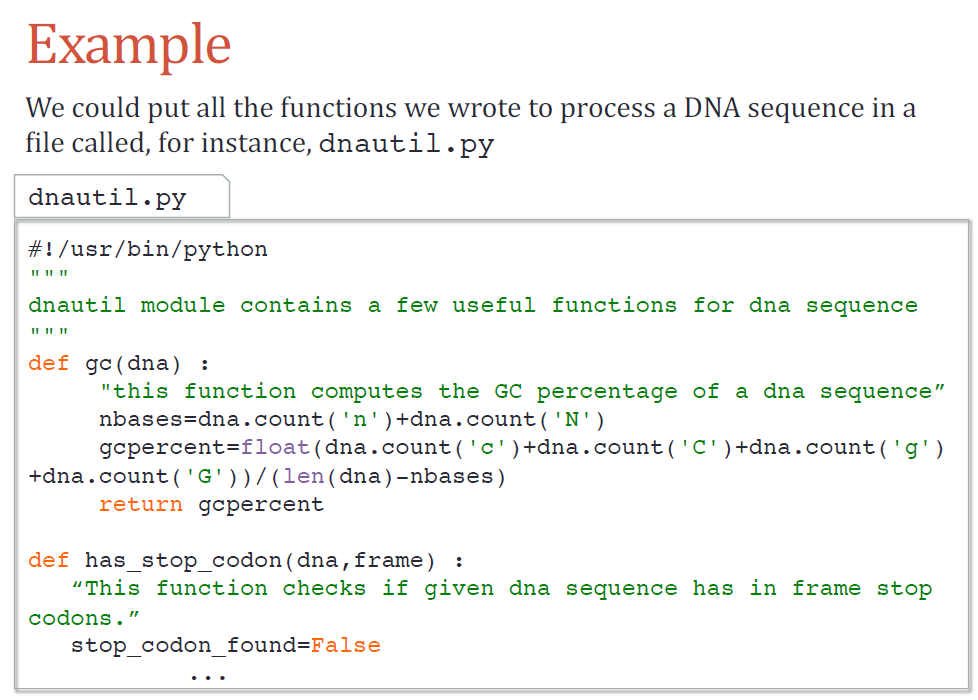 Example
We could put all the functions we wrote to process a DNA sequence in a
file called, for instance, dnautil.py
dnautil.py
#!/usr/bin/python
"""
dnautil module contains a few useful functions for dna sequence
"""
def gc(dna) :
     "this function computes the GC percentage of a dna sequence”
     nbases=dna.count('n')+dna.count('N')
     gcpercent=float(dna.count('c')+dna.count('C')+dna.count('g')
+dna.count('G'))/(len(dna)–nbases)
     return gcpercent
def has_stop_codon(dna,frame) :
   “This function checks if given dna sequence has in frame stop
codons.”
   stop_codon_found=False
           ...